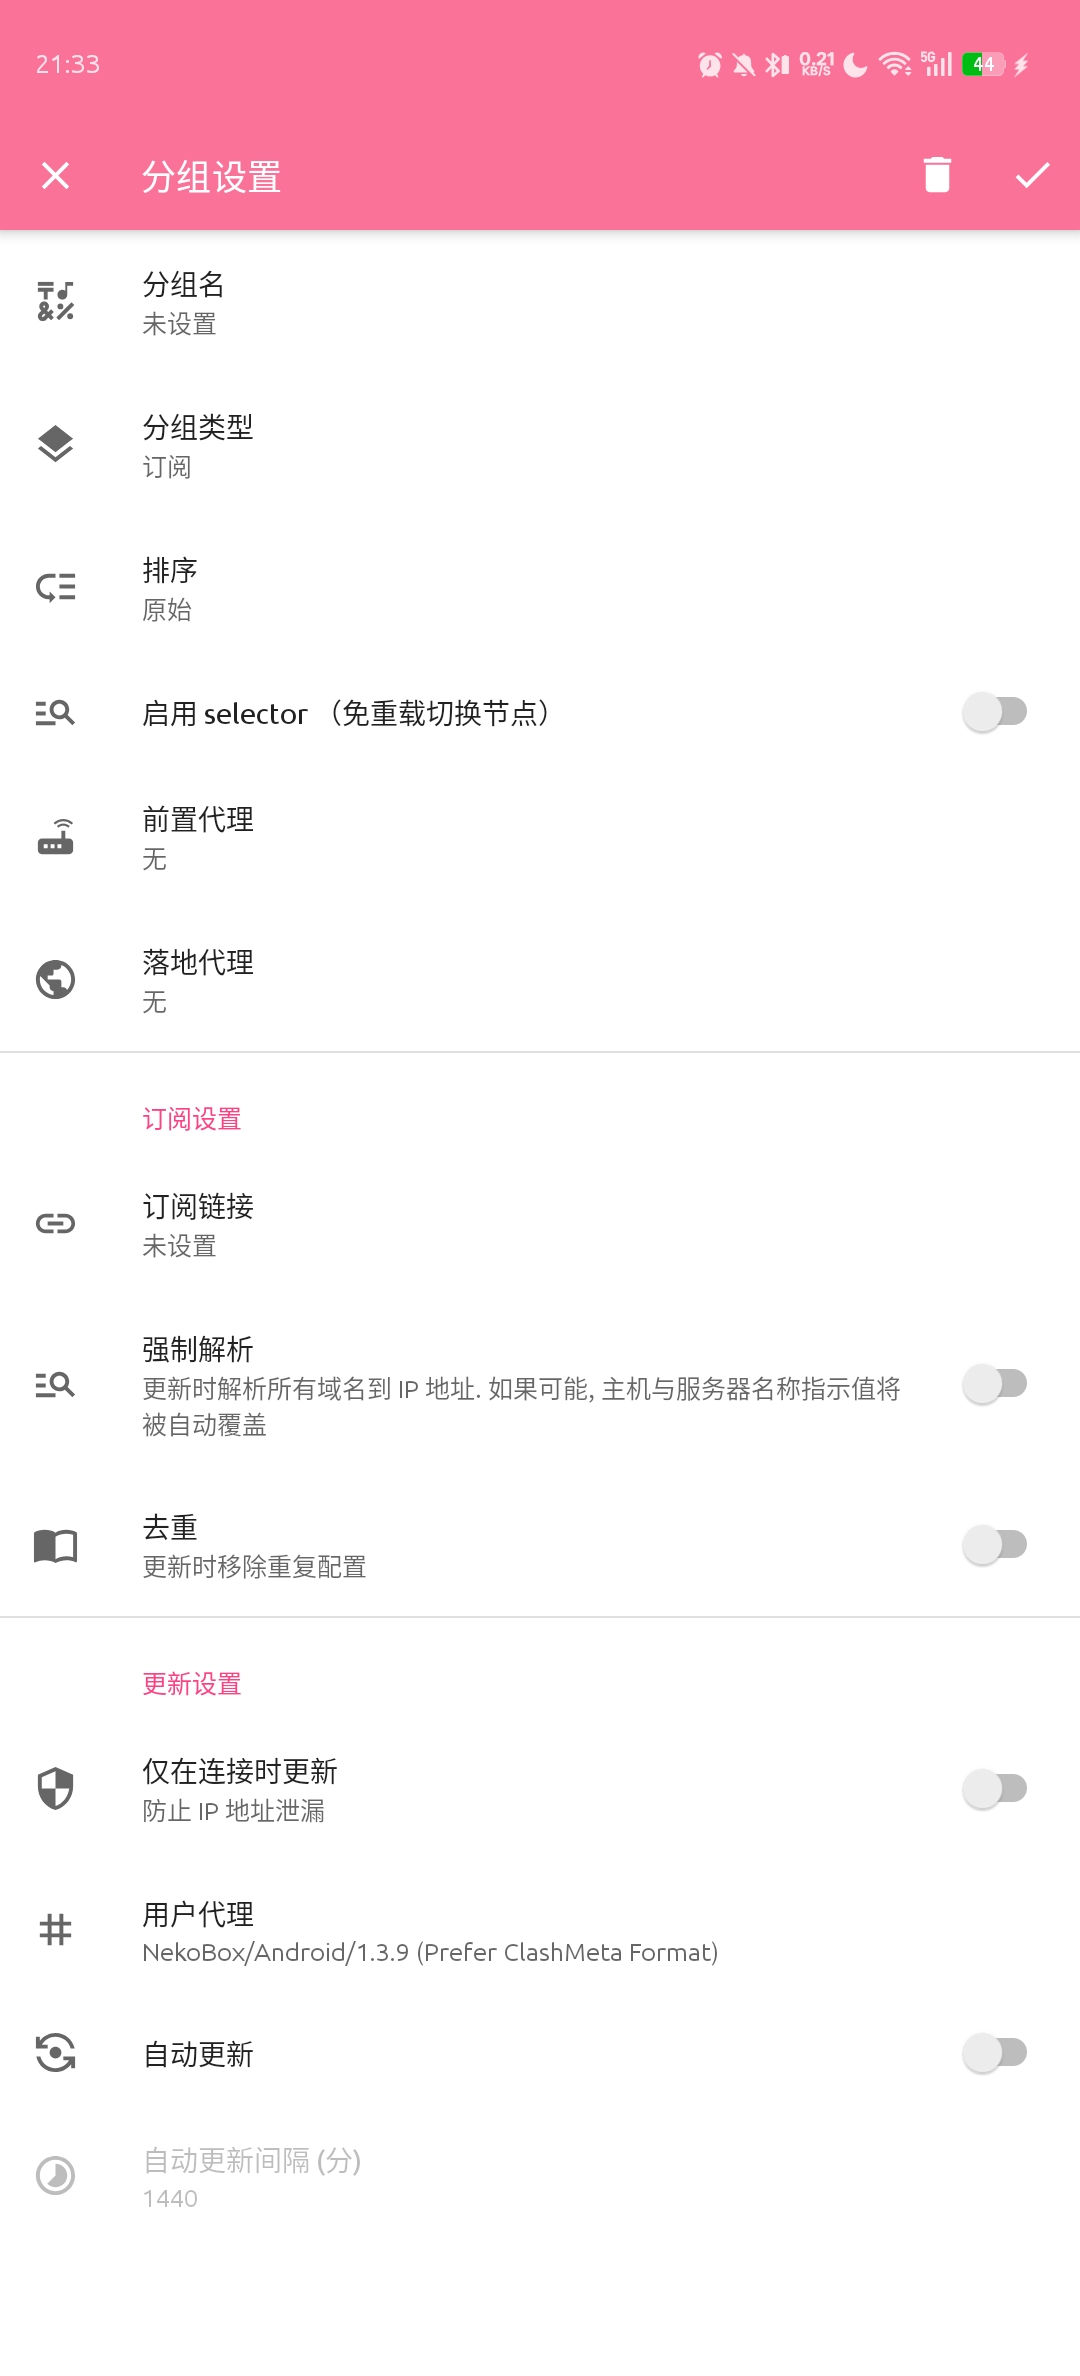 21:33
0.21
KB/S
5G
44
分组设置
分组名
未设置
分组类型
订阅
排序
原始
启用 selector （免重载切换节点）
前置代理
无
落地代理
无
订阅设置
订阅链接
未设置
强制解析
更新时解析所有域名到 IP 地址. 如果可能, 主机与服务器名称指示值将
被自动覆盖
去重
更新时移除重复配置
更新设置
仅在连接时更新
防止 IP 地址泄漏
用户代理
NekoBox/Android/1.3.9 (Prefer ClashMeta Format)
自动更新
自动更新间隔 (分)
1440